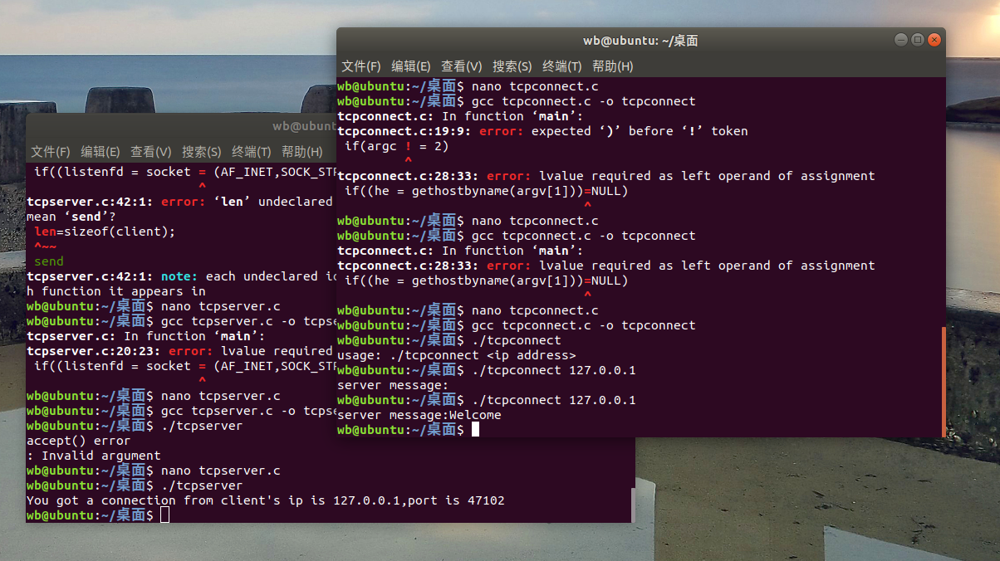 wb@ubuntu: ~/桌面
文件(F) 编辑(E) 查看(V) 搜索(S) 终端(T) 帮助(H)
wb@ubuntu:~/桌面$ nano tcpconnect.c
wb@ubuntu:~/桌面$ gcc tcpconnect.c -o tcpconnect
tcpconnect.c: In function ‘main’:
tcpconnect.c:19:9: error: expected ‘)’ before ‘!’ token
if(argc ! = 2)
^
tcpconnect.c:28:33: error: lvalue required as left operand of assignment
if((he = gethostbyname(argv[1]))=NULL)
^
wb@ubuntu:~/桌面$ nano tcpconnect.c
wb@ubuntu:~/桌面$ gcc tcpconnect.c -o tcpconnect
tcpconnect.c: In function ‘main’:
tcpconnect.c:28:33: error: lvalue required as left operand of assignment
if((he = gethostbyname(argv[1]))=NULL)
^
wb@ubuntu:~/桌面$ nano tcpconnect.c
wb@ubuntu:~/桌面$ gcc tcpconnect.c -o tcpconnect
wb@ubuntu:~/桌面$ ./tcpconnect
usage: ./tcpconnect <ip address>
wb@ubuntu:~/桌面$ ./tcpconnect 127.0.0.1
server message:
wb@ubuntu:~/桌面$ ./tcpconnect 127.0.0.1
server message:Welcome
wb@ubuntu:~/桌面$
wb@ubunt
文件(F) 编辑(E) 查看(V) 搜索(S) 终端(T) 帮助(H)
if((listenfd = socket = (AF_INET,SOCK_STR
^
tcpserver.c:42:1: error: ‘len’ undeclared
mean ‘send’?
len=sizeof(client);
^~~
send
tcpserver.c:42:1: note: each undeclared id
h function it appears in
wb@ubuntu:~/桌面$ nano tcpserver.c
wb@ubuntu:~/桌面$ gcc tcpserver.c -o tcpse
tcpserver.c: In function ‘main’:
tcpserver.c:20:23: error: lvalue required
if((listenfd = socket = (AF_INET,SOCK_STR
^
wb@ubuntu:~/桌面$ nano tcpserver.c
wb@ubuntu:~/桌面$ gcc tcpserver.c -o tcpse
wb@ubuntu:~/桌面$ ./tcpserver
accept() error
: Invalid argument
wb@ubuntu:~/桌面$ nano tcpserver.c
wb@ubuntu:~/桌面$ ./tcpserver
You got a connection from client's ip is 127.0.0.1,port is 47102
wb@ubuntu:~/桌面$